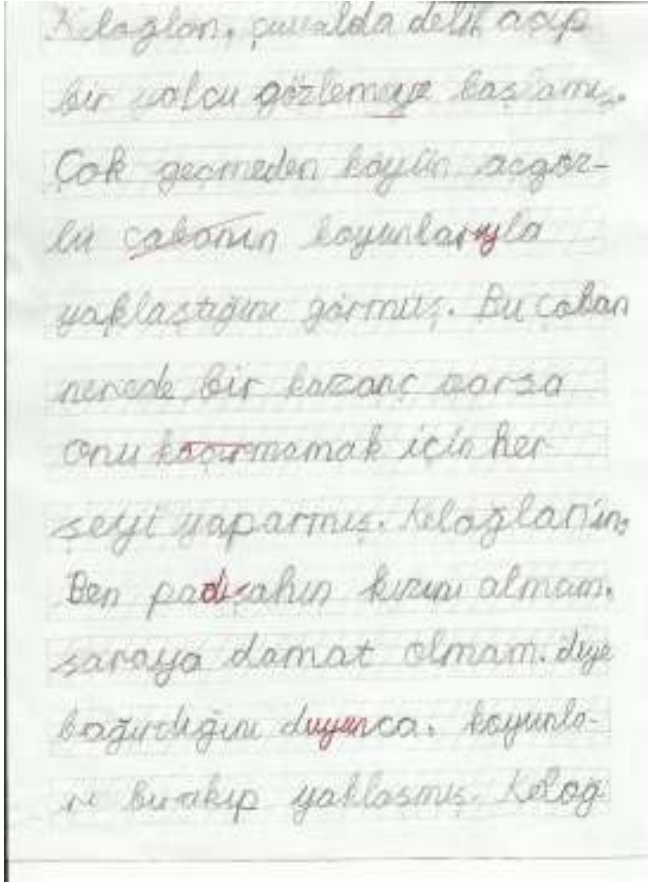 Keloğlan, çuvalda delik açıp
bir yolcu gözlemeye başlamış.
Çok geçmeden köyün açgöz-
lü çobanın koyunlarıyla
yaklaştığını görmüş. Bu çoban
nerede bir kazanç varsa
onu kaçırmamak için her
şeyi yaparmış. Keloğlan'ın,
Ben padişahın kızını almam,
saraya damat olmam. diye
bağırdığını duyunca, koyunla-
rı bırakıp yaklaşmış. Keloğ